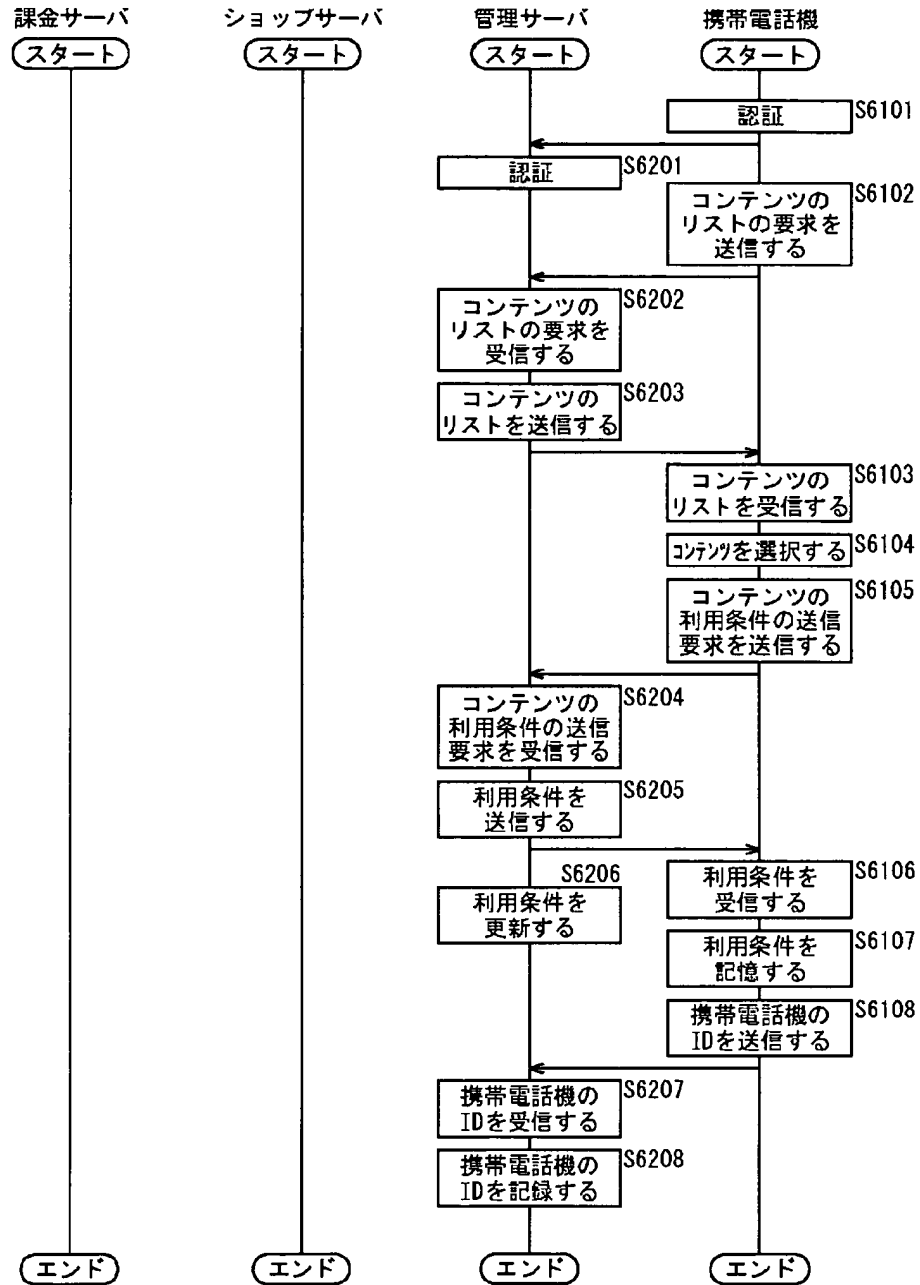 課金サーバ
ショップサーバ
管理サーバ
携帯電話機
スタート
スタート
スタート
スタート
認証
S6101
認証
S6201
コンテンツの
リストの要求を
送信する
S6102
コンテンツの
リストの要求を
受信する
S6202
コンテンツの
リストを送信する
S6203
コンテンツの
リストを受信する
S6103
コンテンツを選択する
S6104
コンテンツの
利用条件の送信
要求を送信する
S6105
コンテンツの
利用条件の送信
要求を受信する
S6204
利用条件を
送信する
S6205
S6206
利用条件を
更新する
利用条件を
受信する
S6106
利用条件を
記憶する
S6107
携帯電話機の
IDを送信する
S6108
携帯電話機の
IDを受信する
S6207
携帯電話機の
IDを記録する
S6208
エンド
エンド
エンド
エンド